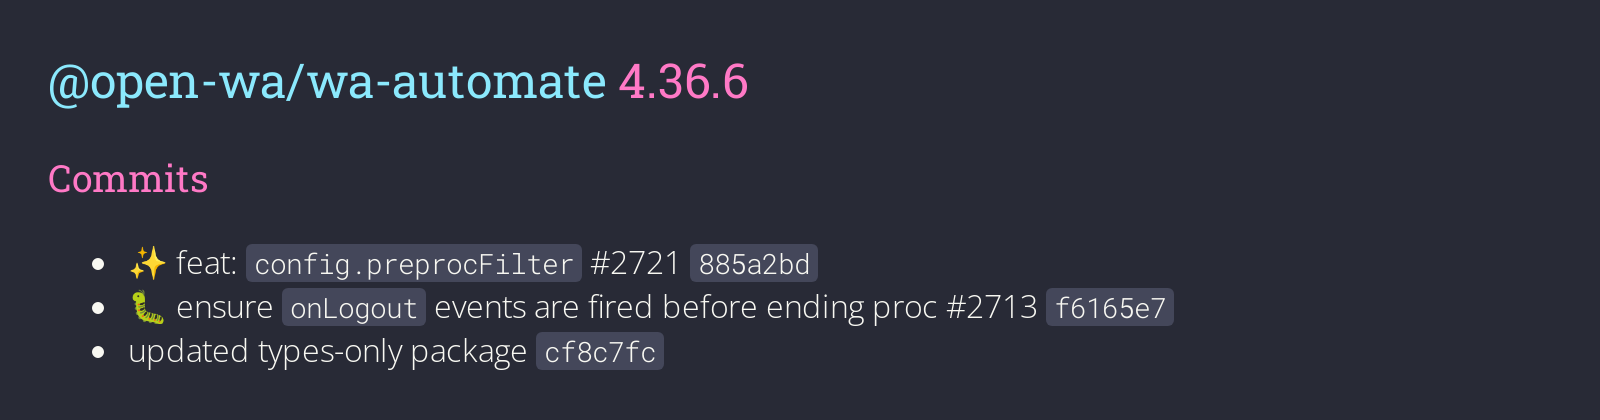 @open-wa/wa-automate 4.36.6
Commits
• ✨ feat: config.preprocFilter #2721 885a2bd
• 🐛 ensure onLogout events are fired before ending proc #2713 f6165e7
• updated types-only package cf8c7fc